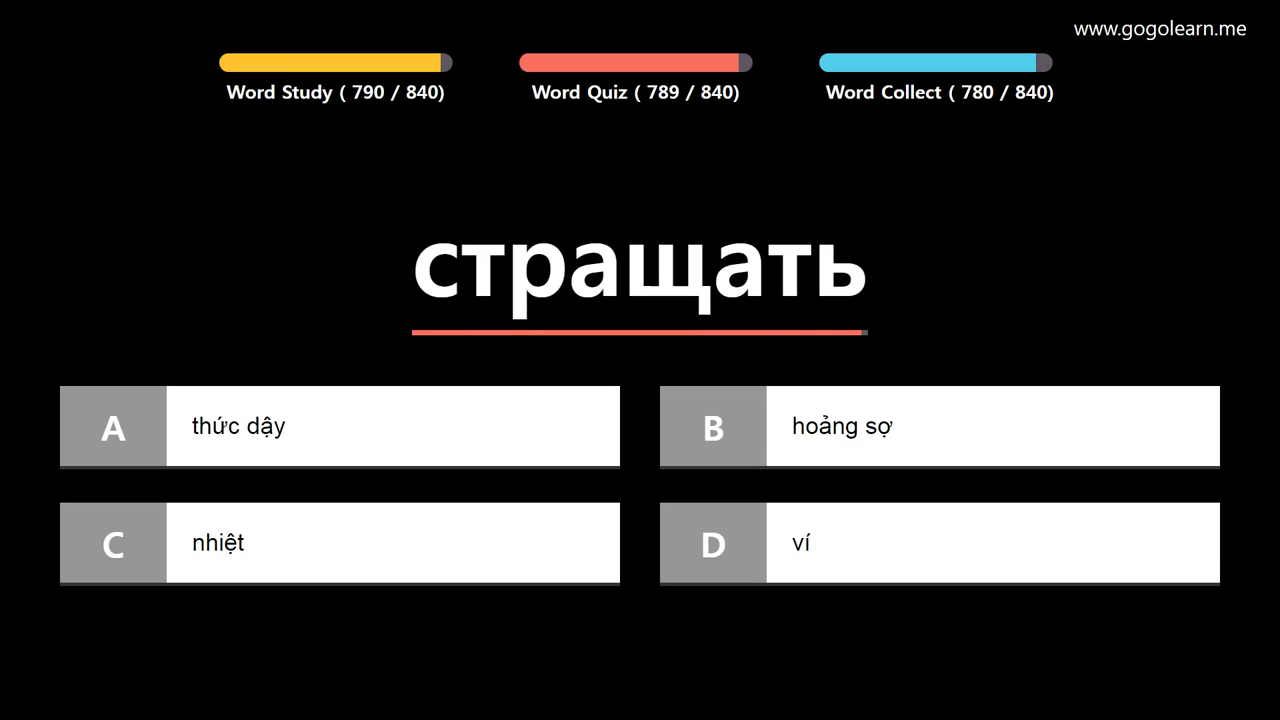 www.gogolearn.me
Word Study ( 790 / 840)
Word Quiz ( 789 / 840)
Word Collect ( 780 / 840)
стращать
A thức dậy
B hoảng sợ
C nhiệt
D ví